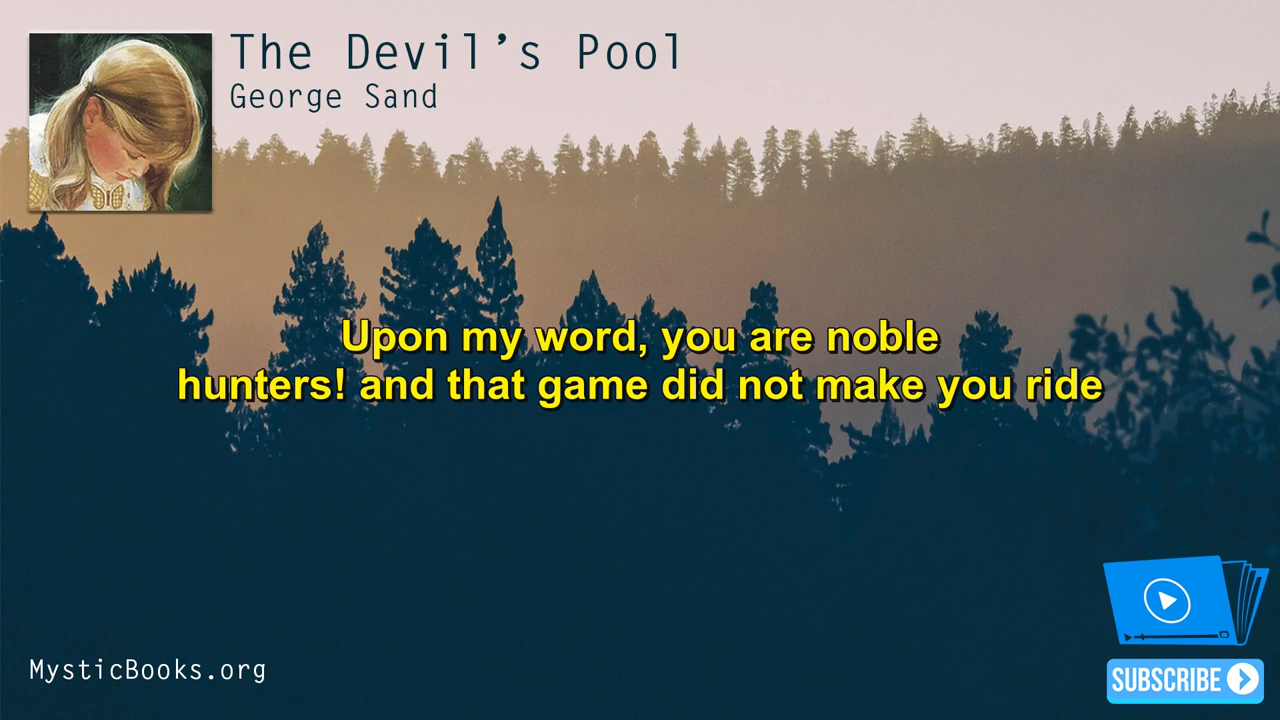 The Devil's Pool
George Sand
Upon my word, you are noble
hunters! and that game did not make you ride
MysticBooks.org
SUBSCRIBE